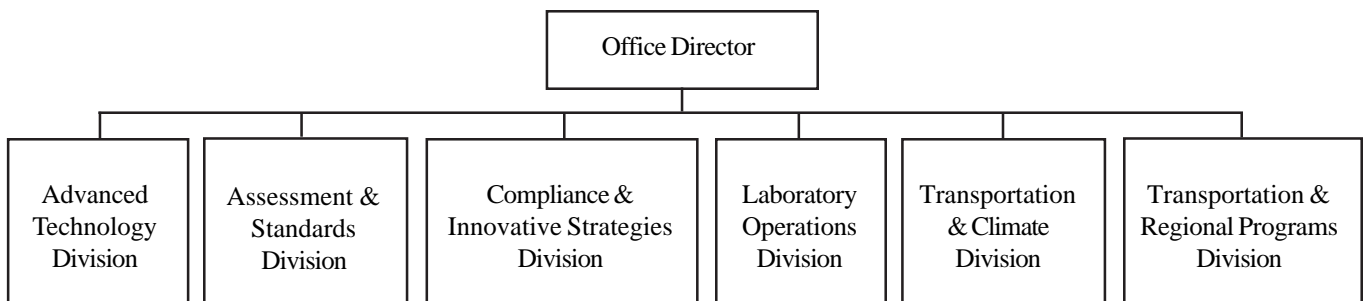 Office Director
Advanced
Technology
Division
Assessment &
Standards
Division
Compliance &
Innovative Strategies
Division
Laboratory
Operations
Division
Transportation
& Climate
Division
Transportation &
Regional Programs
Division